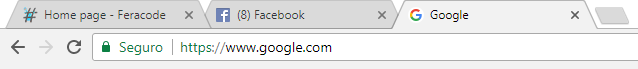 Home page - Feracode
(8) Facebook
Google
Seguro
https://www.google.com